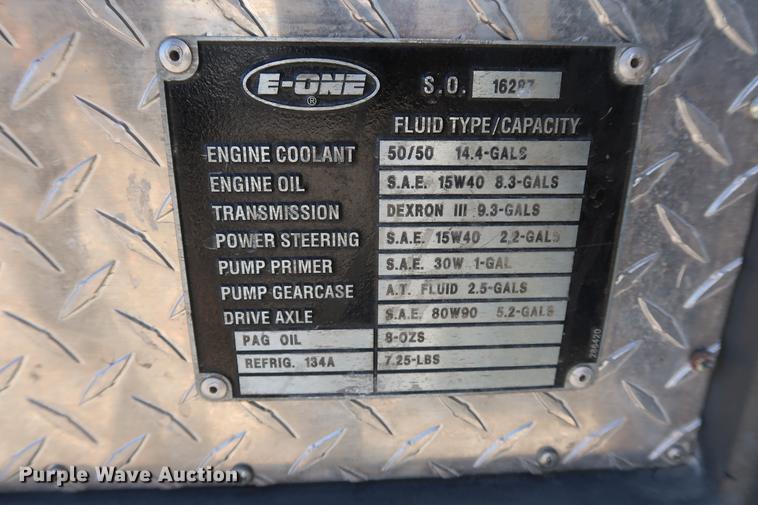 E-ONE
®
S.O. 16287
FLUID TYPE/CAPACITY
ENGINE COOLANT 50/50 14.4-GALS
ENGINE OIL S.A.E. 15W40 8.3-GALS
TRANSMISSION DEXRON III 9.3-GALS
POWER STEERING S.A.E. 15W40 2.2-GALS
PUMP PRIMER S.A.E. 30W 1-GAL
PUMP GEARCASE A.T. FLUID 2.5-GALS
DRIVE AXLE S.A.E. 80W90 5.2-GALS
PAG OIL 8-OZS
REFRIG. 134A 7.25-LBS
Purple Wave Auction